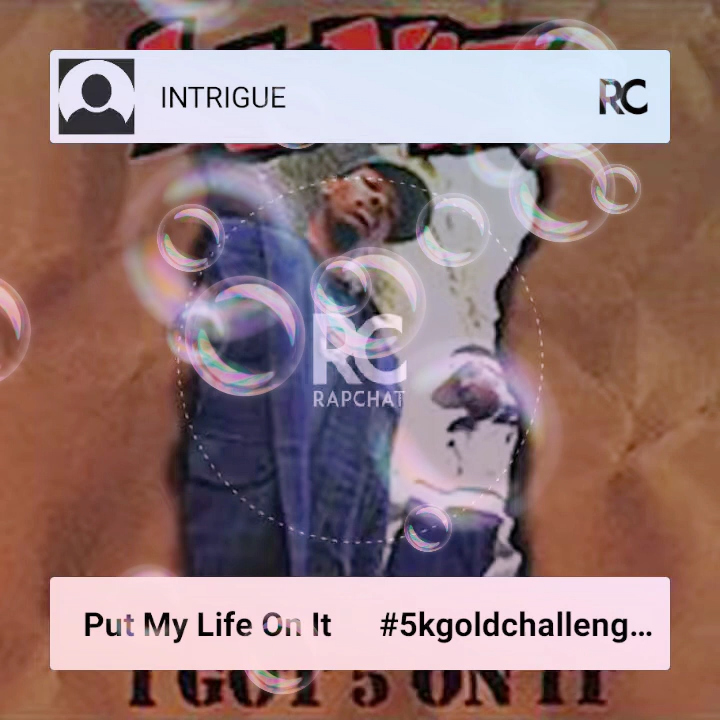 INTRIGUE
RC
RC
RAPCHAT
Put My Life On It #5kgoldchalleng...
I GOT 5 ON IT